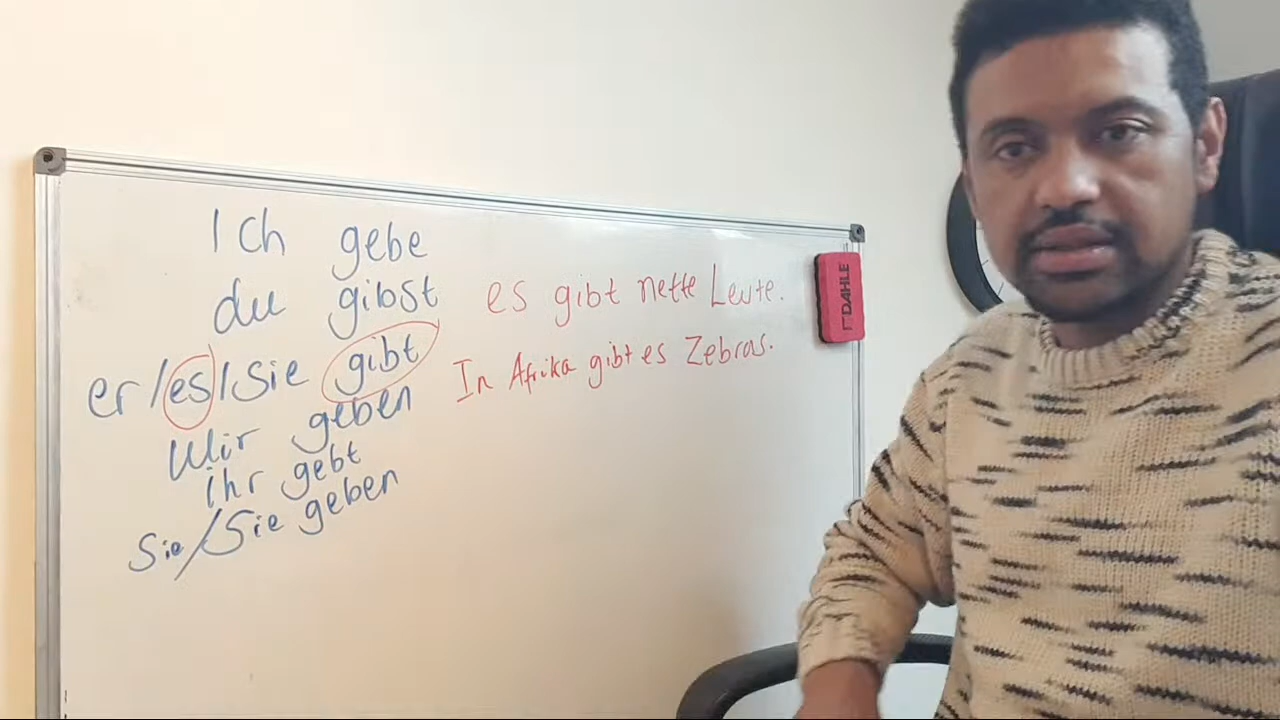 Ich gebe
du gibst
er/es/sie gibt
Wir geben
ihr gebt
Sie/Sie geben
es gibt nette Leute.
In Afrika gibt es Zebras.
DAHLE